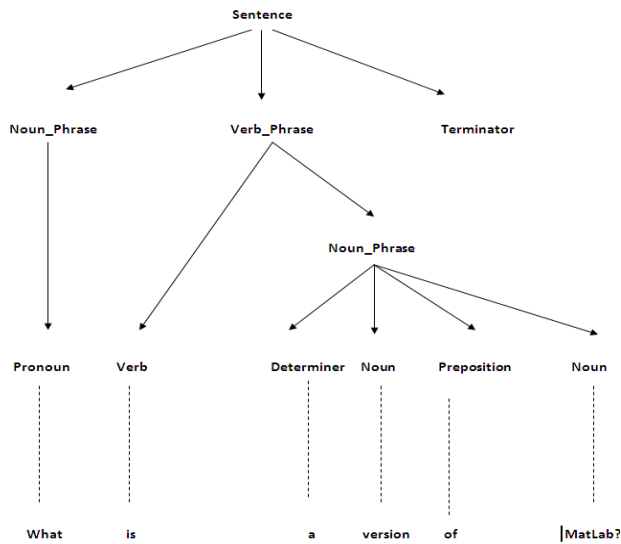 Sentence
Noun_Phrase Verb_Phrase Terminator
Noun_Phrase
Pronoun Verb Determiner Noun Preposition Noun
What is a version of MatLab?